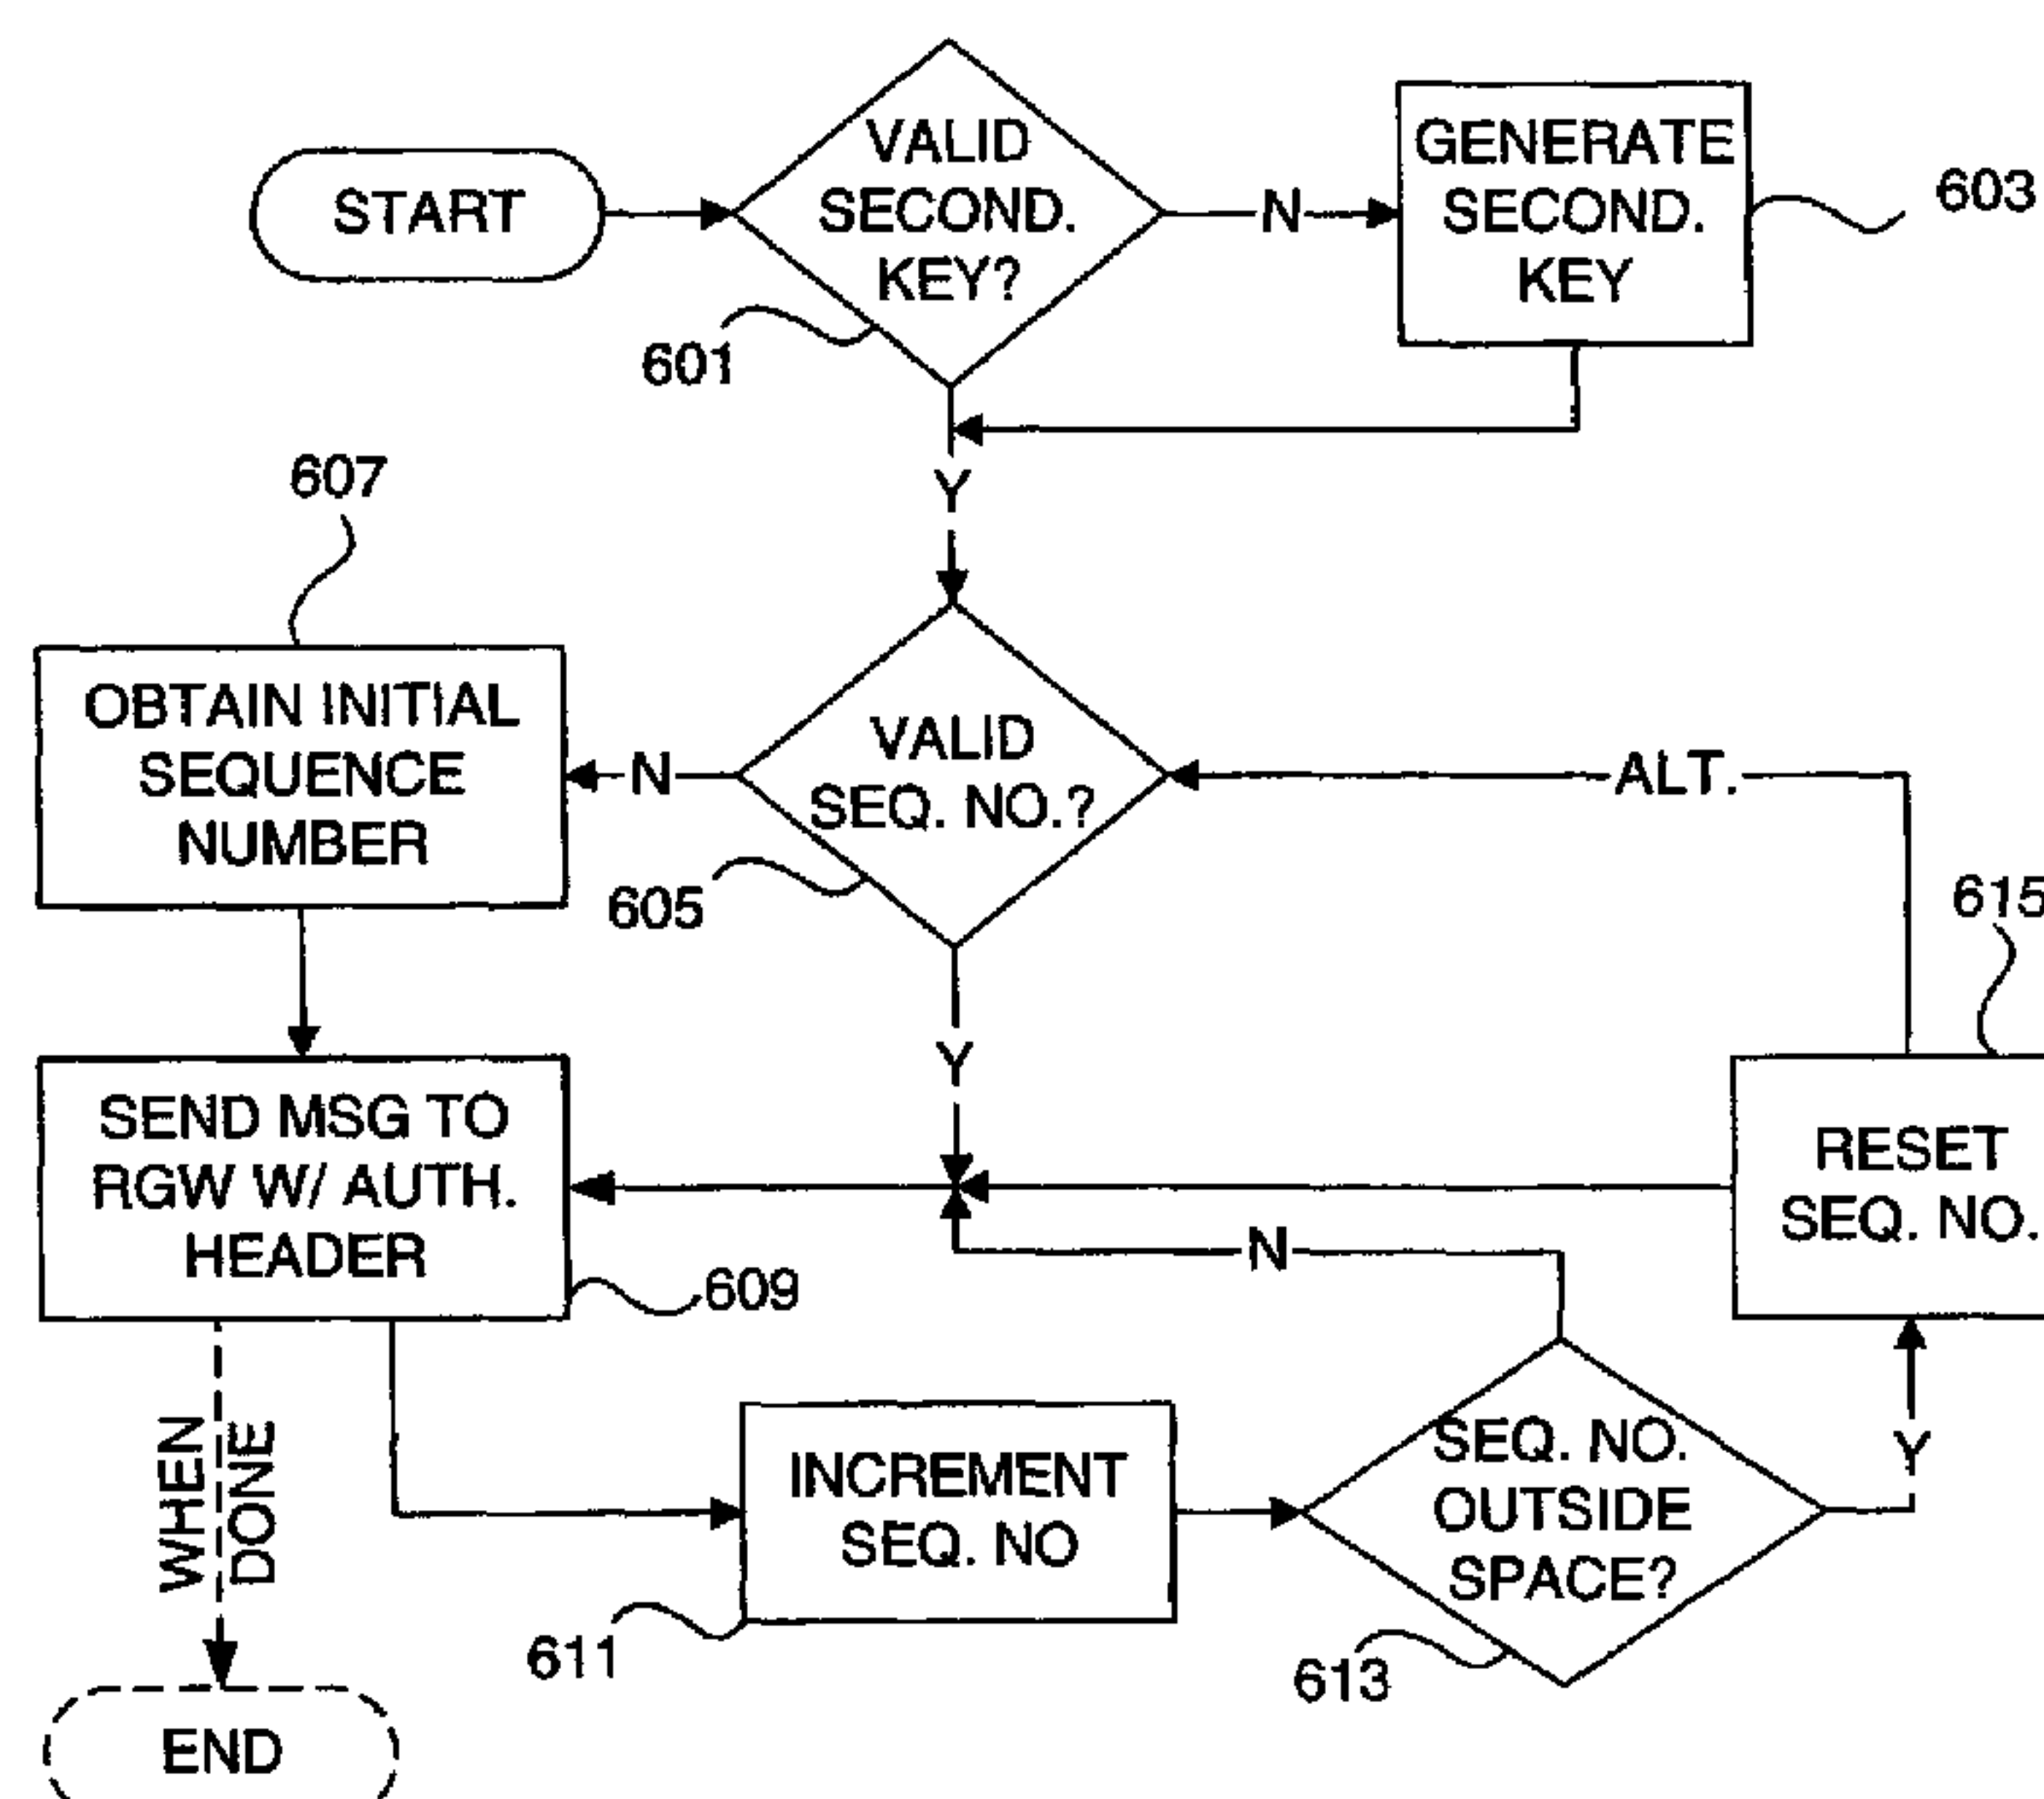 START
VALID
SECOND.
KEY?
601
N
GENERATE
SECOND.
KEY
603
Y
607
OBTAIN INITIAL
SEQUENCE
NUMBER
N
VALID
SEQ. NO.?
605
ALT.
615
Y
SEND MSG TO
RGW W/ AUTH.
HEADER
609
RESET
SEQ. NO.
N
WHEN
DONE
INCREMENT
SEQ. NO
611
SEQ. NO.
OUTSIDE
SPACE?
613
Y
END